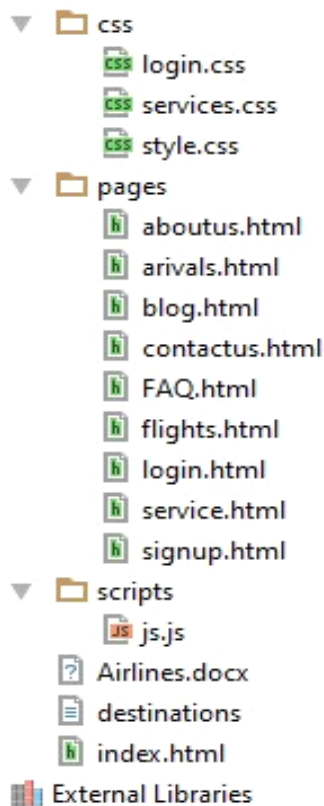 css
login.css
services.css
style.css
pages
aboutus.html
arivals.html
blog.html
contactus.html
FAQ.html
flights.html
login.html
service.html
signup.html
scripts
js.js
Airlines.docx
destinations
index.html
External Libraries